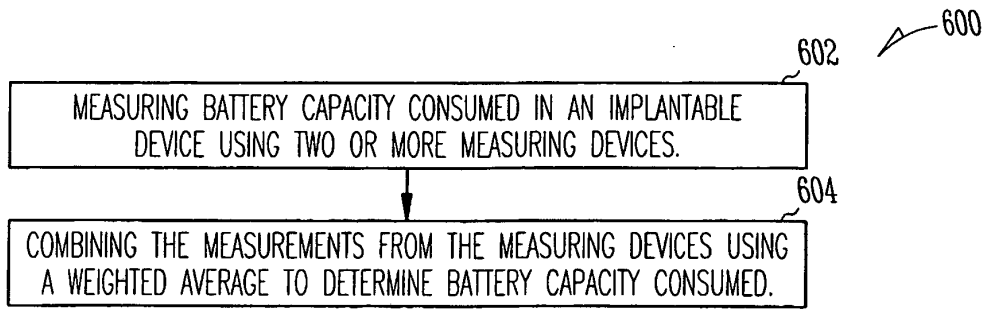 600
602
MEASURING BATTERY CAPACITY CONSUMED IN AN IMPLANTABLE
DEVICE USING TWO OR MORE MEASURING DEVICES.
604
COMBINING THE MEASUREMENTS FROM THE MEASURING DEVICES USING
A WEIGHTED AVERAGE TO DETERMINE BATTERY CAPACITY CONSUMED.